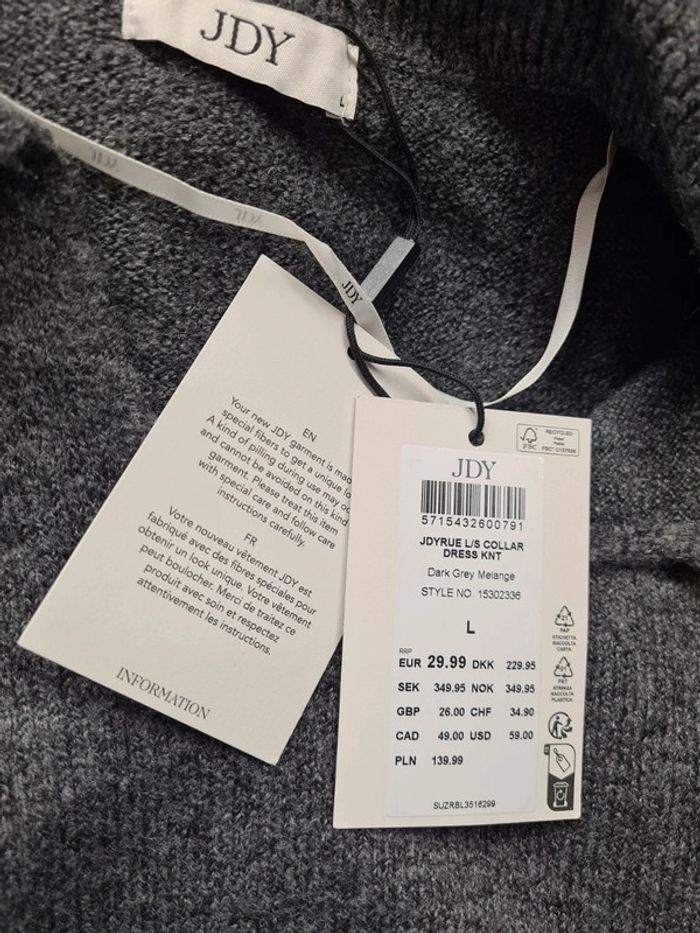 JDY
L
JDY
JDY
JDY
EN
Your new JDY garment is made
special fibers to get a unique lo
A kind of pilling during use may oc
and cannot be avoided on this kind
garment. Please treat this item
with special care and follow care
instructions carefully.
FR
Votre nouveau vêtement JDY est
fabriqué avec des fibres spéciales pour
obtenir un look unique. Votre vêtement
peut boulocher. Merci de traitez ce
produit avec soin et respectez
attentivement les instructions.
INFORMATION
FSC
RECYCLED
Paper
JDY
5715432600791
JDYRUE L/S COLLAR
DRESS KNT
Dark Grey Melange
STYLE NO. 15302336
L
RRP
EUR 29.99 DKK 229.95
SEK 349.95 NOK 349.95
GBP 26.00 CHF 34.90
CAD 49.00 USD 59.00
PLN 139.99
SUZRBL3516299
PAP
ETICHETTA
RACCOLTA
CARTA
PET
STRINGA
RACCOLTA
PLASTICA